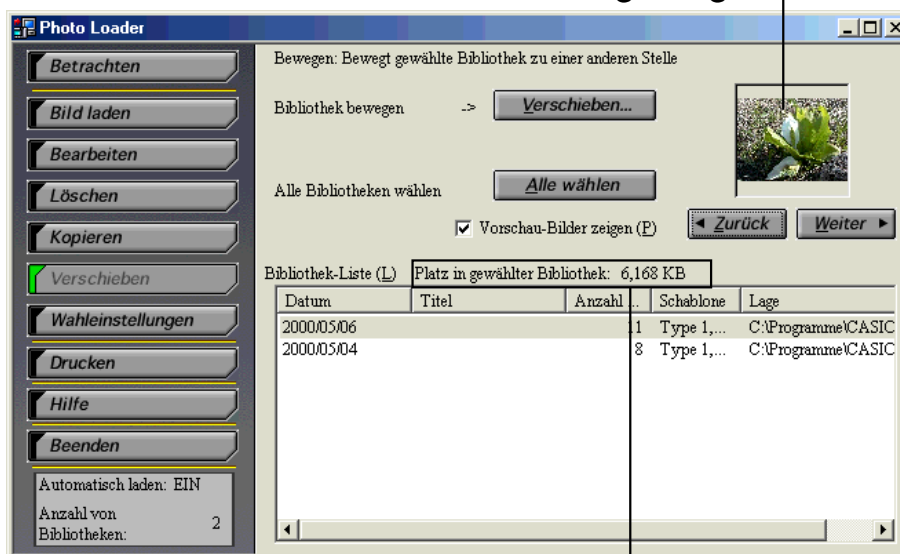 Photo Loader
Betrachten
Bild laden
Bearbeiten
Löschen
Kopieren
Verschieben
Wahleinstellungen
Drucken
Hilfe
Beenden
Automatisch laden: EIN
Anzahl von
Bibliotheken: 2
Bewegen: Bewegt gewählte Bibliothek zu einer anderen Stelle
Bibliothek bewegen -> Verschieben...
Alle Bibliotheken wählen Alle wählen
Vorschau-Bilder zeigen (P) Zurück Weiter
Bibliothek-Liste (L) Platz in gewählter Bibliothek: 6,168 KB
Datum Titel Anzahl ... Schablone Lage
2000/05/06 11 Type 1,... C:\Programme\CASIO
2000/05/04 8 Type 1,... C:\Programme\CASIO